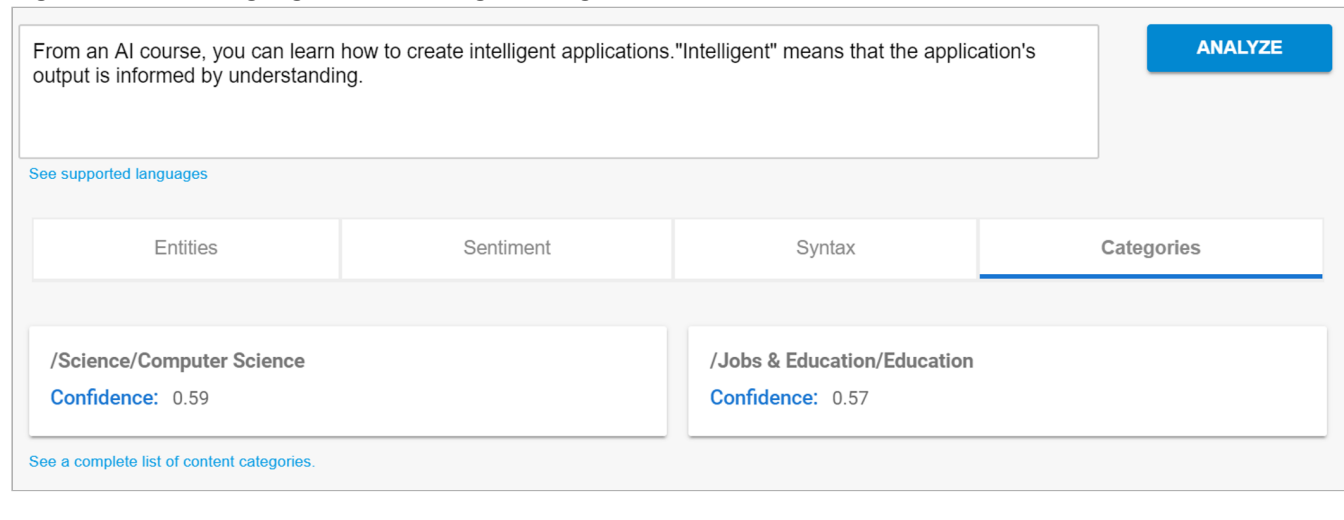 From an AI course, you can learn how to create intelligent applications."Intelligent" means that the application's
output is informed by understanding.
ANALYZE
See supported languages
Entities
Sentiment
Syntax
Categories
/Science/Computer Science
Confidence: 0.59
/Jobs & Education/Education
Confidence: 0.57
See a complete list of content categories.